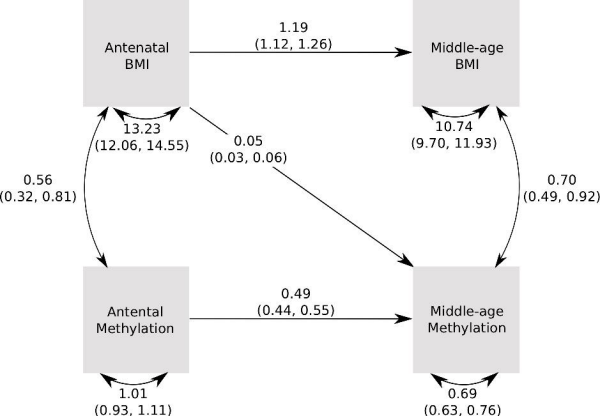 Antenatal
BMI
1.19
(1.12, 1.26)
Middle-age
BMI
13.23
(12.06, 14.55)
10.74
(9.70, 11.93)
0.05
(0.03, 0.06)
0.56
(0.32, 0.81)
0.70
(0.49, 0.92)
Antental
Methylation
0.49
(0.44, 0.55)
Middle-age
Methylation
1.01
(0.93, 1.11)
0.69
(0.63, 0.76)